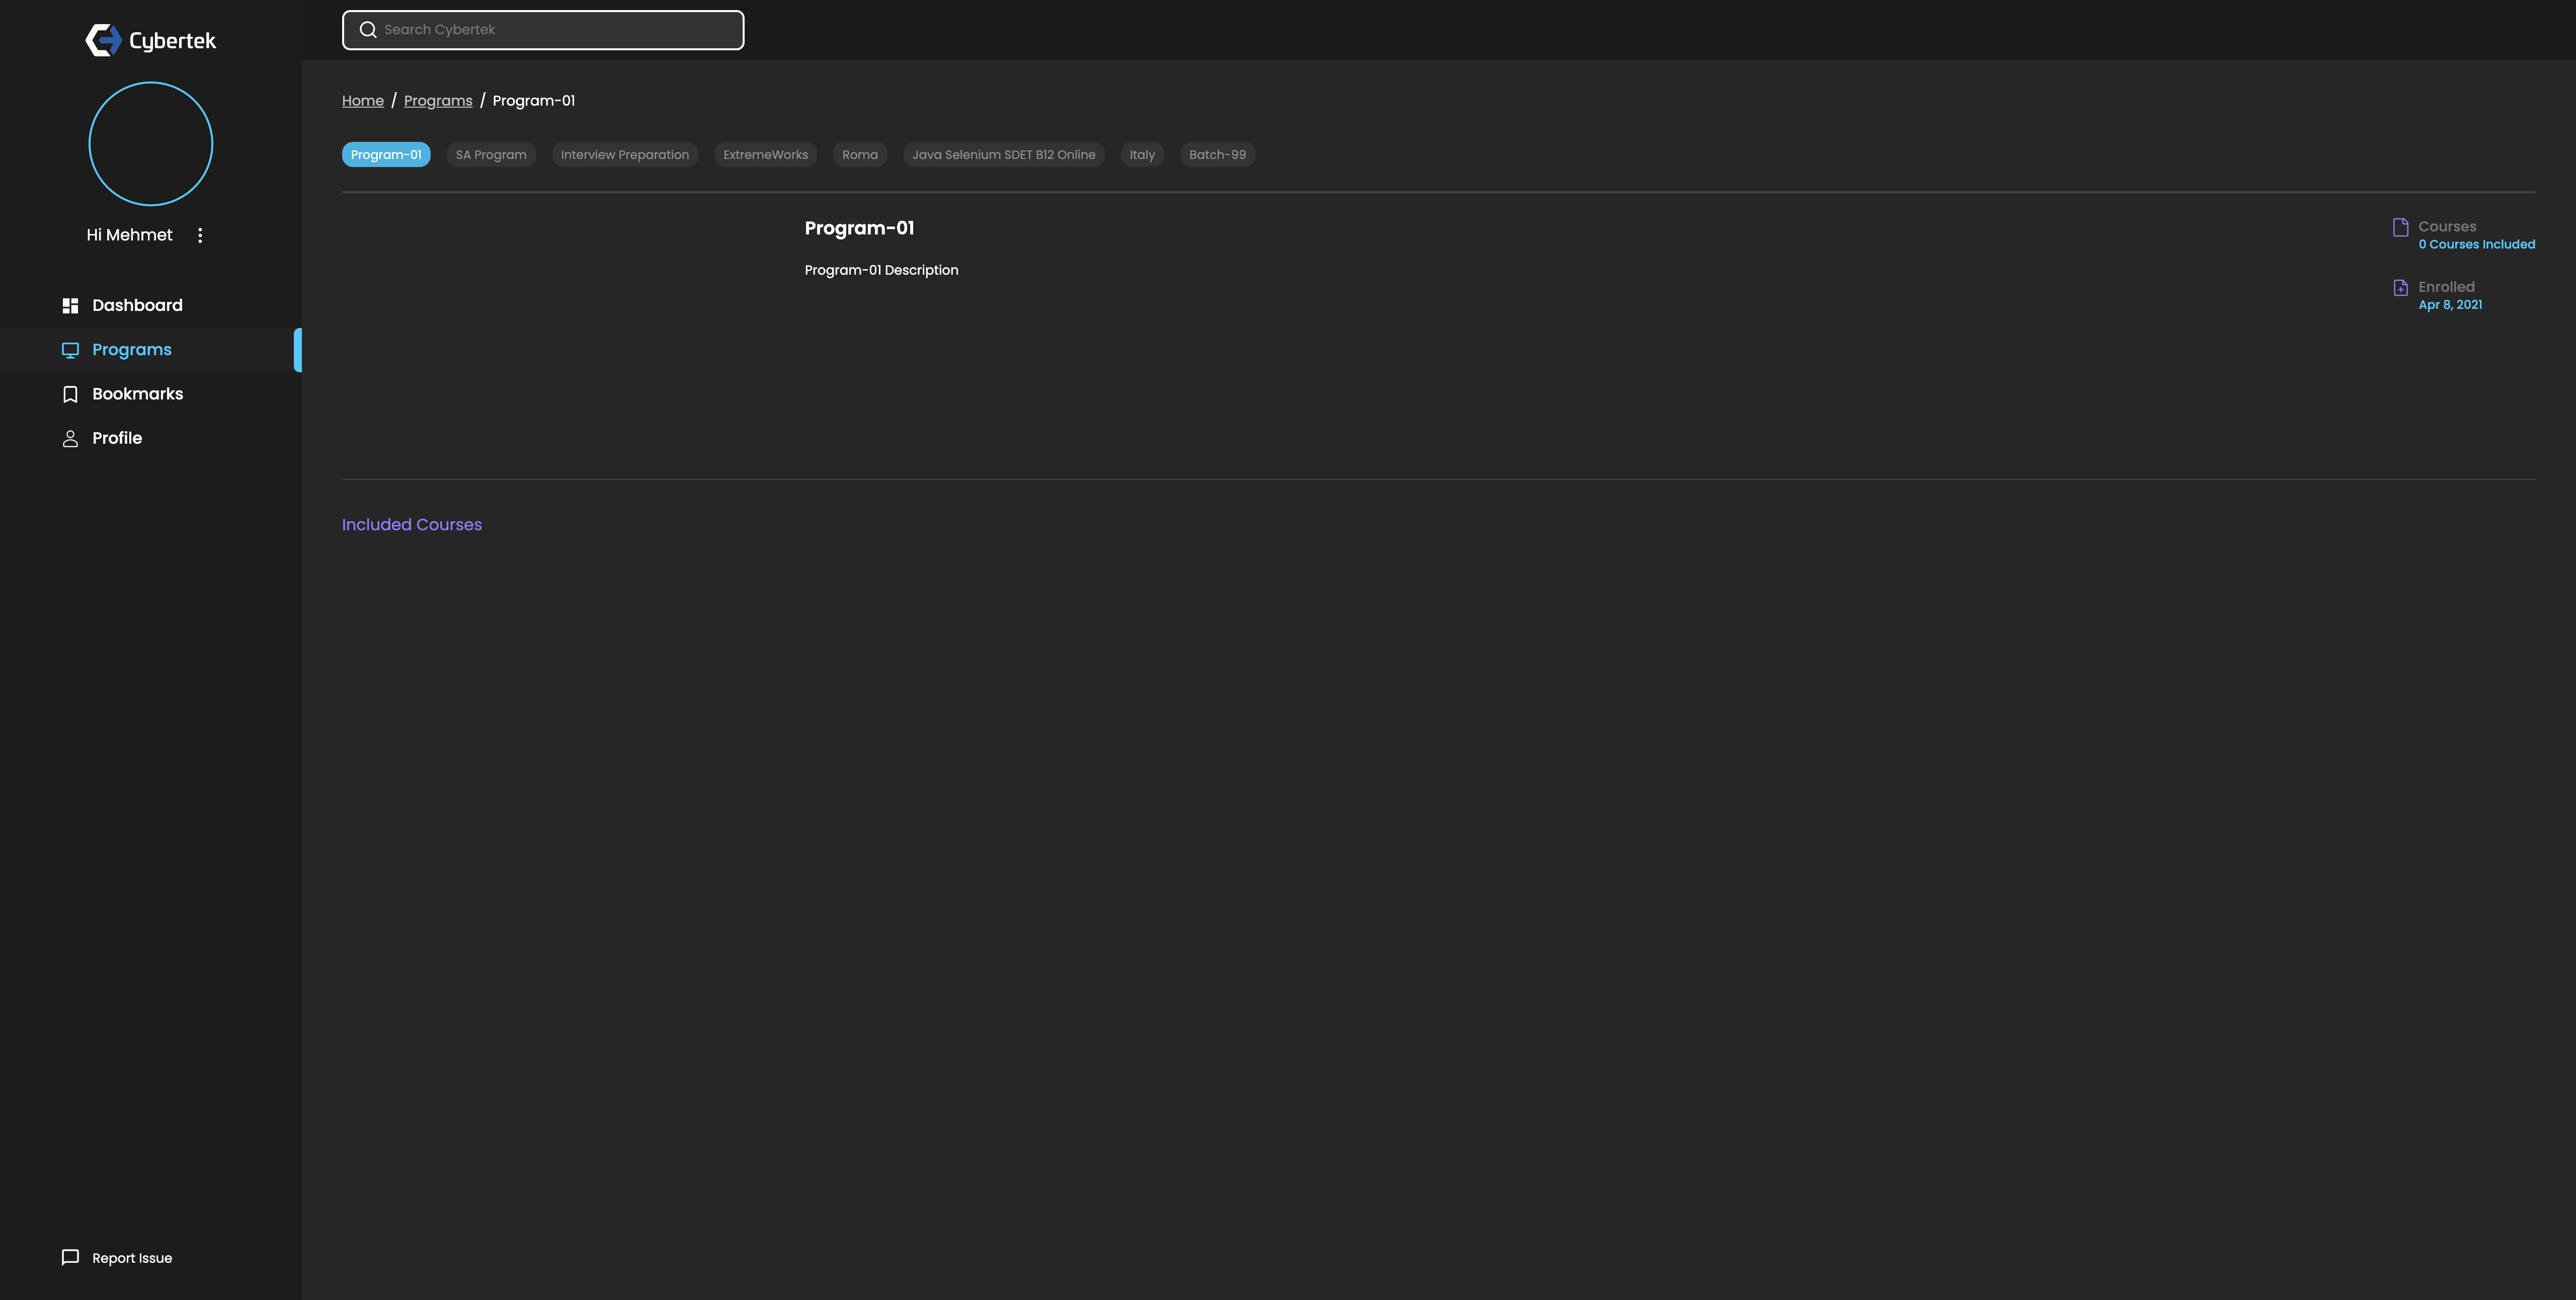 Cybertek
Search Cybertek
Hi Mehmet
Dashboard
Programs
Bookmarks
Profile
Report Issue
Home / Programs / Program-01
Program-01 SA Program Interview Preparation ExtremeWorks Roma Java Selenium SDET B12 Online Italy Batch-99
Program-01
Program-01 Description
Courses
0 Courses Included
Enrolled
Apr 8, 2021
Included Courses